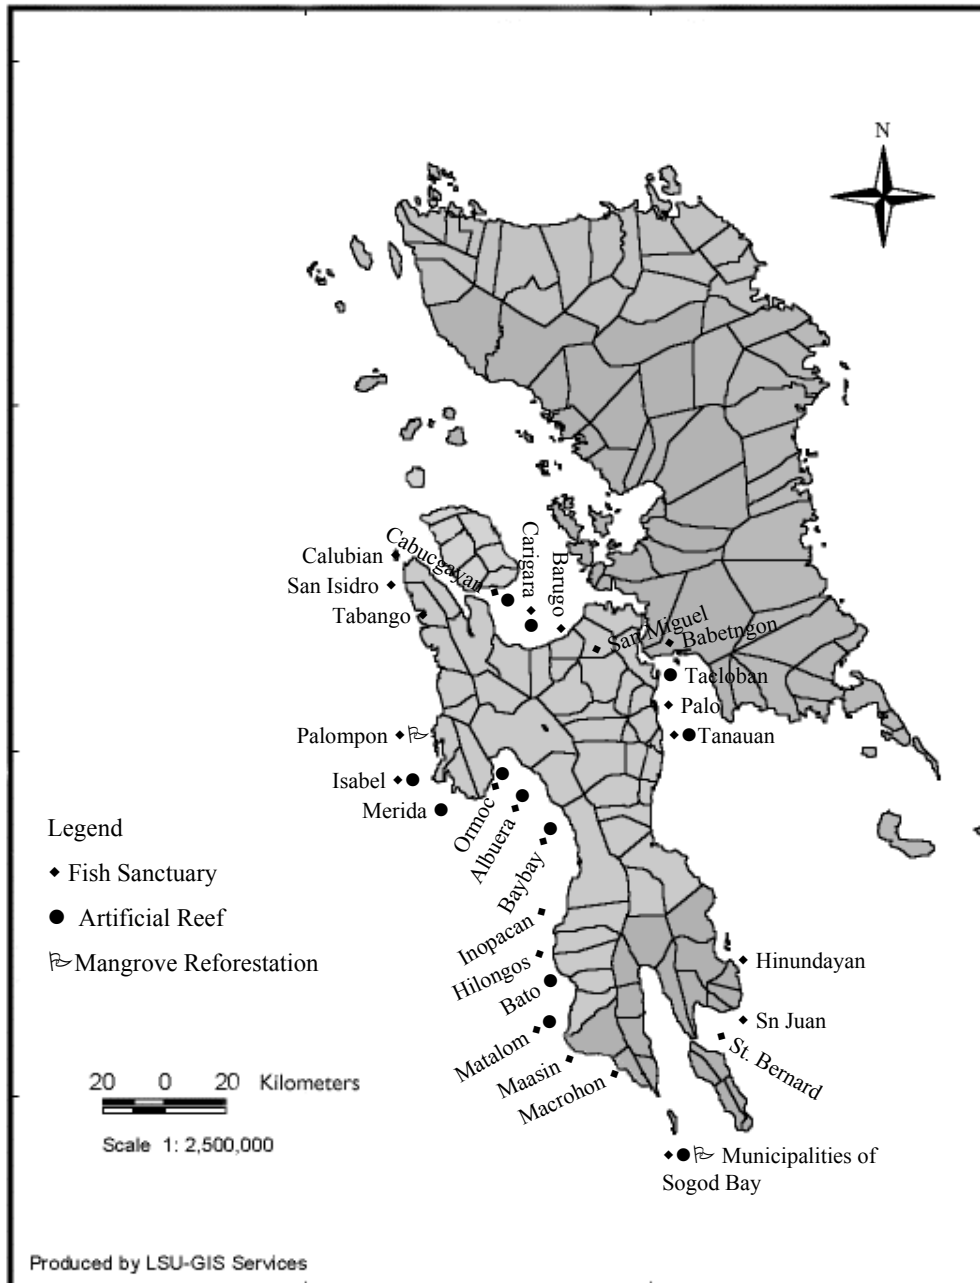 N
Calubian
Cabucgayan
Carigara
Barugo
San Isidro
Tabango
San Miguel
Babetngon
Tacloban
Palo
Palompon
Tanauan
Isabel
Merida
Ormoc
Albuera
Baybay
Legend
Fish Sanctuary
Artificial Reef
Mangrove Reforestation
Inopacan
Hilongos
Bato
Matalom
Maasin
Macrohon
Hinundayan
Sn Juan
St. Bernard
20 0 20 Kilometers
Scale 1: 2,500,000
Municipalities of
Sogod Bay
Produced by LSU-GIS Services